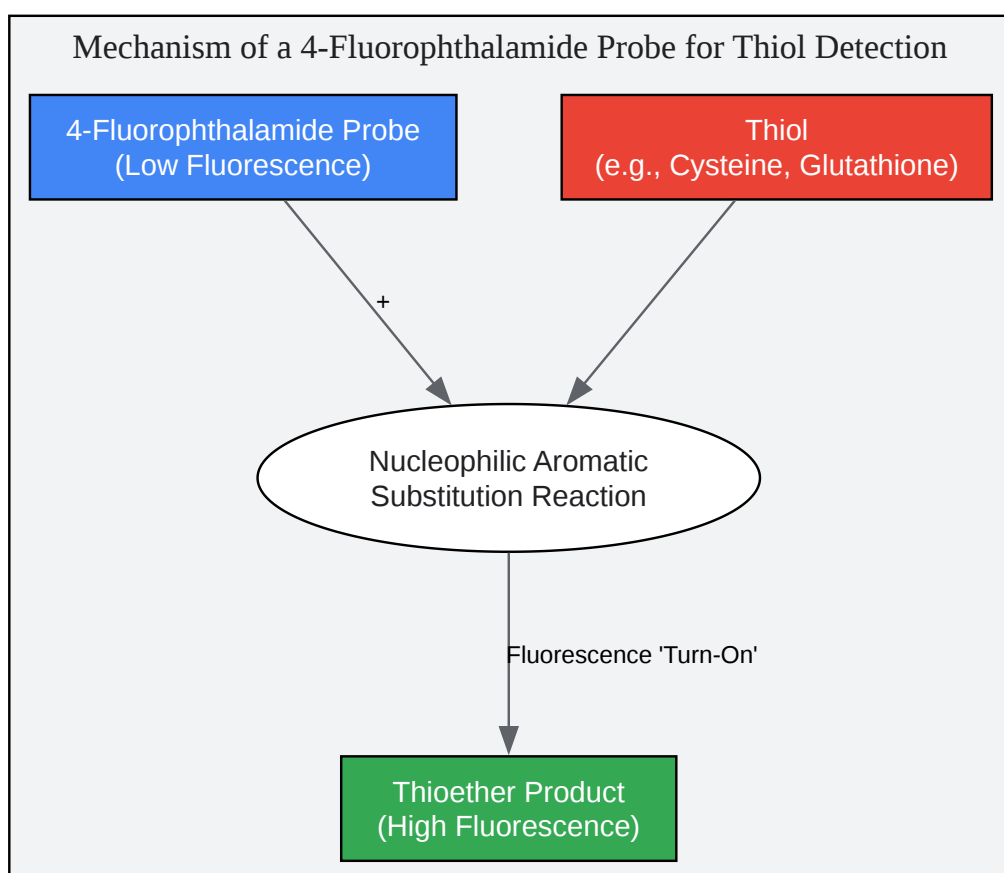 Mechanism of a 4-Fluorophthalamide Probe for Thiol Detection
4-Fluorophthalamide Probe
(Low Fluorescence)
Thiol
(e.g., Cysteine, Glutathione)
+
Nucleophilic Aromatic
Substitution Reaction
Fluorescence 'Turn-On'
Thioether Product
(High Fluorescence)